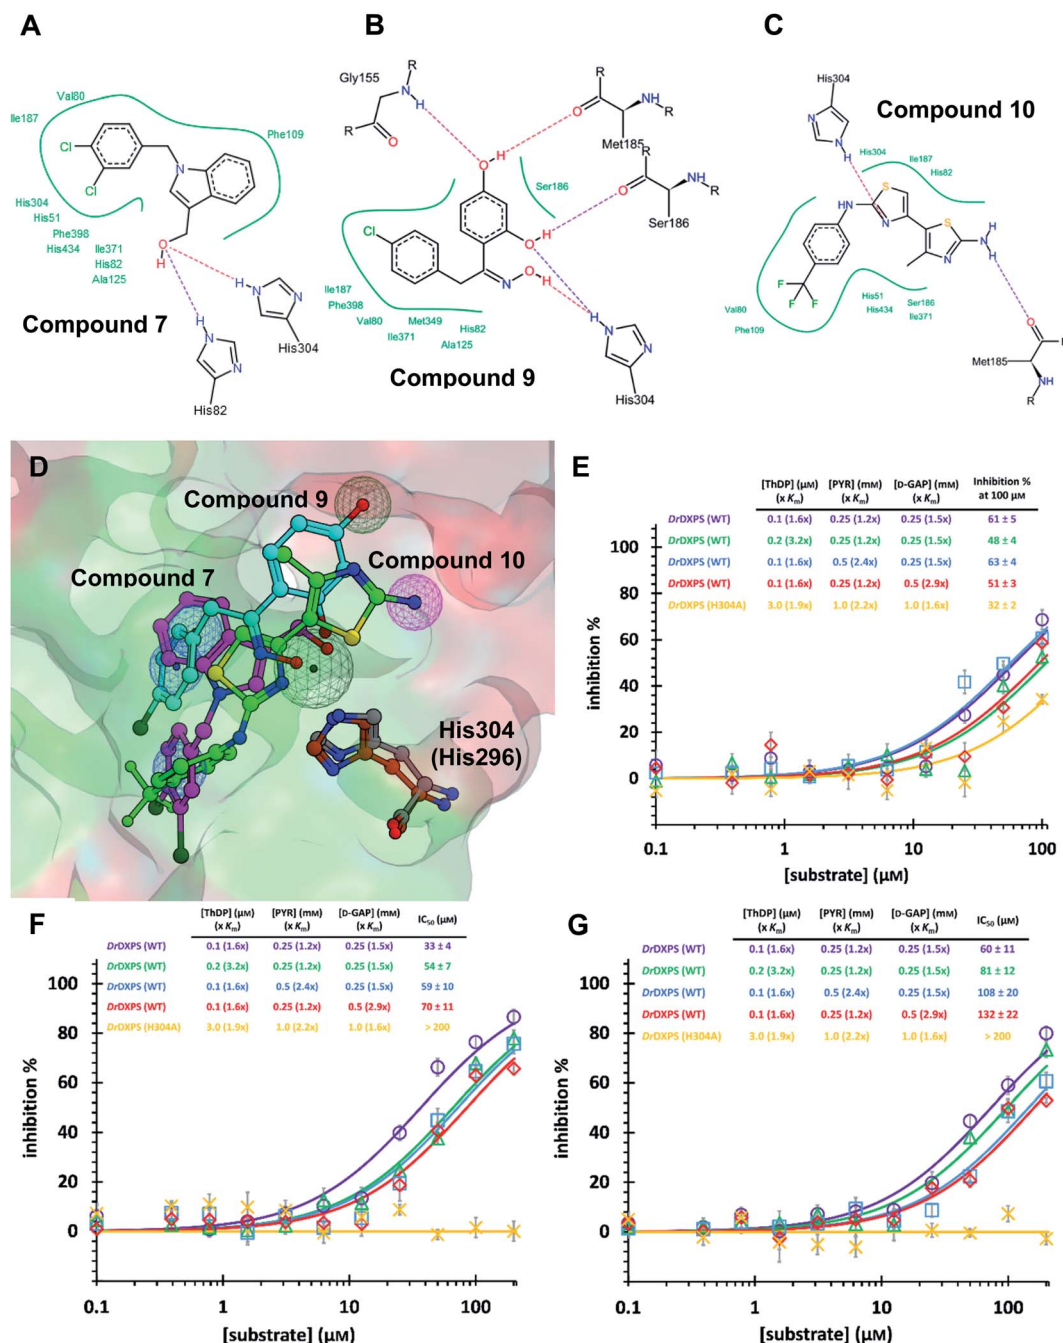 A
Val80
Ile187
Phe109
Cl
N
Cl
His304
His51
Phe398
His434
Ile371
His82
Ala125
O
H
H
N
N
H
N
N
His304
His82
Compound 7
B
Gly155
R
N
H
R
O
R
O
NH
R
Met185
H
O
R
O
NH
R
Ser186
Ser186
Cl
O
H
N
O
H
Ile187
Phe398
Val80
Met349
Ile371
His82
Ala125
H
N
N
His304
Compound 9
C
His304
N
N
H
Compound 10
His304
Ile187
His82
S
HN
N
S
H
N
H
N
F
F
F
His51
His434
Ser186
Ile371
Val80
Phe109
O
R
Met185
NH
R
D
Compound 9
Compound 10
Compound 7
His304
(His296)
E
[ThDP] (μM) [PYR] (mM) [D-GAP] (mM) Inhibition %
(x Km) (x Km) (x Km) at 100 μM
DrDXPS (WT) 0.1 (1.6x) 0.25 (1.2x) 0.25 (1.5x) 61 ± 5
DrDXPS (WT) 0.2 (3.2x) 0.25 (1.2x) 0.25 (1.5x) 48 ± 4
DrDXPS (WT) 0.1 (1.6x) 0.5 (2.4x) 0.25 (1.5x) 63 ± 4
DrDXPS (WT) 0.1 (1.6x) 0.25 (1.2x) 0.5 (2.9x) 51 ± 3
DrDXPS (H304A) 3.0 (1.9x) 1.0 (2.2x) 1.0 (1.6x) 32 ± 2
100
80
60
40
20
0
inhibition %
0.1 1 10 100
[substrate] (μM)
F
[ThDP] (μM) [PYR] (mM) [D-GAP] (mM) IC50 (μM)
(x Km) (x Km) (x Km)
DrDXPS (WT) 0.1 (1.6x) 0.25 (1.2x) 0.25 (1.5x) 33 ± 4
DrDXPS (WT) 0.2 (3.2x) 0.25 (1.2x) 0.25 (1.5x) 54 ± 7
DrDXPS (WT) 0.1 (1.6x) 0.5 (2.4x) 0.25 (1.5x) 59 ± 10
DrDXPS (WT) 0.1 (1.6x) 0.25 (1.2x) 0.5 (2.9x) 70 ± 11
DrDXPS (H304A) 3.0 (1.9x) 1.0 (2.2x) 1.0 (1.6x) > 200
100
80
60
40
20
0
inhibition %
0.1 1 10 100
[substrate] (μM)
G
[ThDP] (μM) [PYR] (mM) [D-GAP] (mM) IC50 (μM)
(x Km) (x Km) (x Km)
DrDXPS (WT) 0.1 (1.6x) 0.25 (1.2x) 0.25 (1.5x) 60 ± 11
DrDXPS (WT) 0.2 (3.2x) 0.25 (1.2x) 0.25 (1.5x) 81 ± 12
DrDXPS (WT) 0.1 (1.6x) 0.5 (2.4x) 0.25 (1.5x) 108 ± 20
DrDXPS (WT) 0.1 (1.6x) 0.25 (1.2x) 0.5 (2.9x) 132 ± 22
DrDXPS (H304A) 3.0 (1.9x) 1.0 (2.2x) 1.0 (1.6x) > 200
100
80
60
40
20
0
inhibition %
0.1 1 10 100
[substrate] (μM)